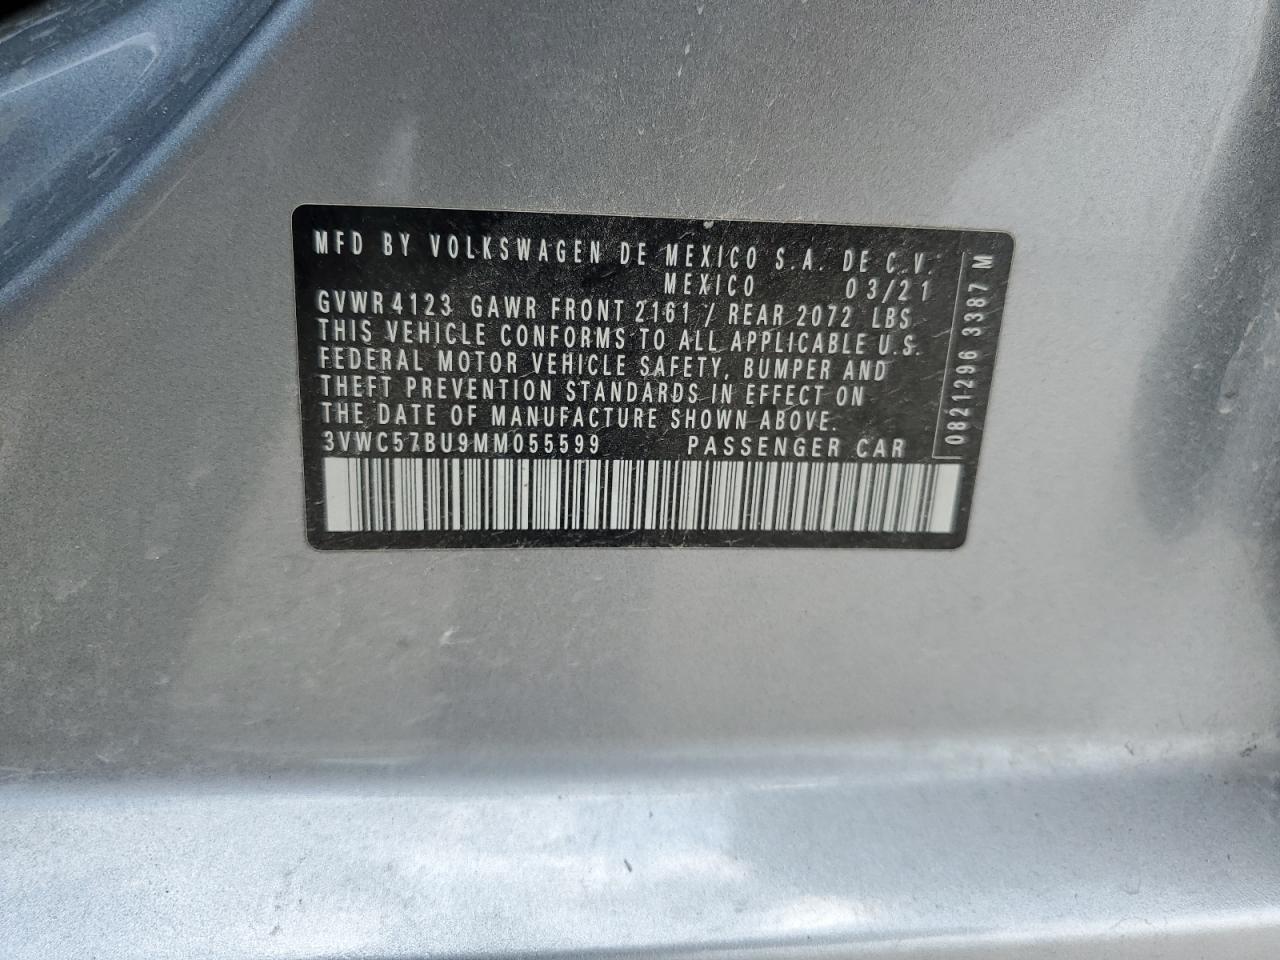 MFD BY VOLKSWAGEN DE MEXICO S.A. DE C.V.
MEXICO 03/21
GVWR 4123 GAWR FRONT 2161 / REAR 2072 LBS
THIS VEHICLE CONFORMS TO ALL APPLICABLE U.S.
FEDERAL MOTOR VEHICLE SAFETY, BUMPER AND
THEFT PREVENTION STANDARDS IN EFFECT ON
THE DATE OF MANUFACTURE SHOWN ABOVE.
3VWC57BU9MM055599 PASSENGER CAR
0821296 3387 M